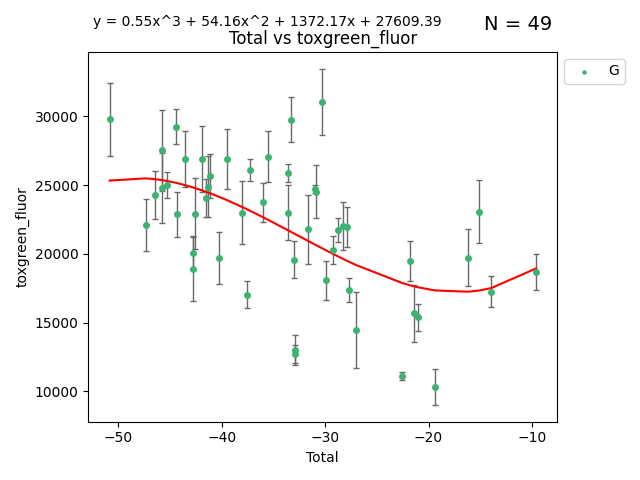 y = 0.55x^3 + 54.16x^2 + 1372.17x + 27609.39
N = 49
Total vs toxgreen_fluor
G
30000
25000
20000
15000
10000
toxgreen_fluor
−50
−40
−30
−20
−10
Total